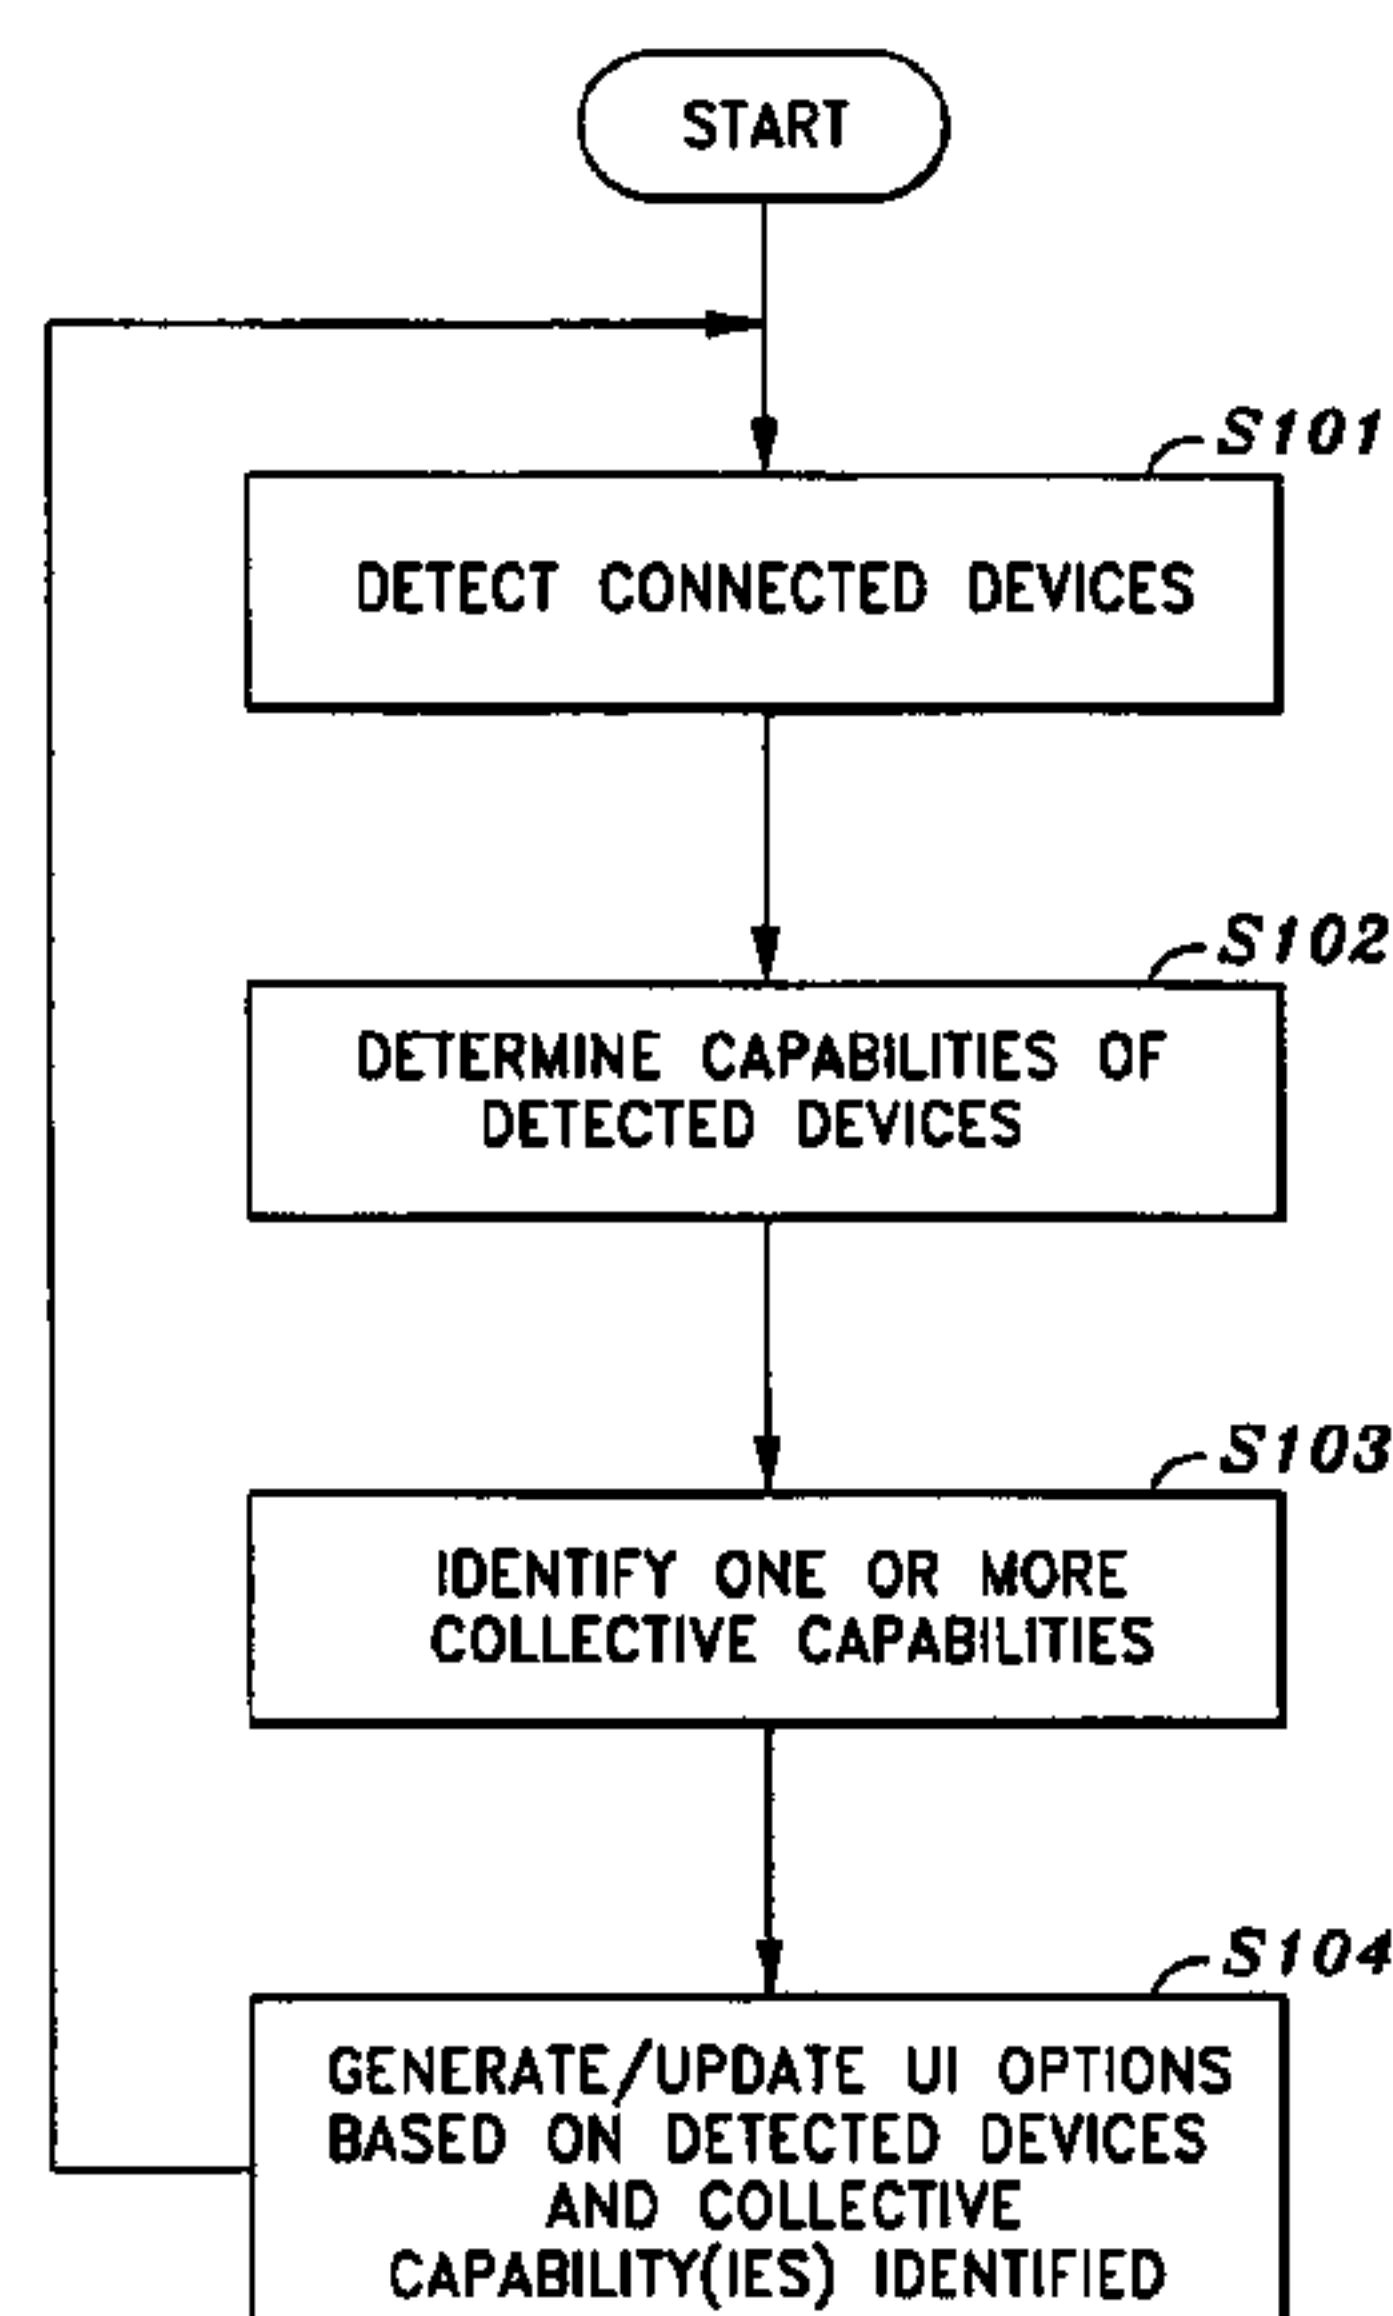 START
S101
DETECT CONNECTED DEVICES
S102
DETERMINE CAPABILITIES OF
DETECTED DEVICES
S103
IDENTIFY ONE OR MORE
COLLECTIVE CAPABILITIES
S104
GENERATE/UPDATE UI OPTIONS
BASED ON DETECTED DEVICES
AND COLLECTIVE
CAPABILITY(IES) IDENTIFIED